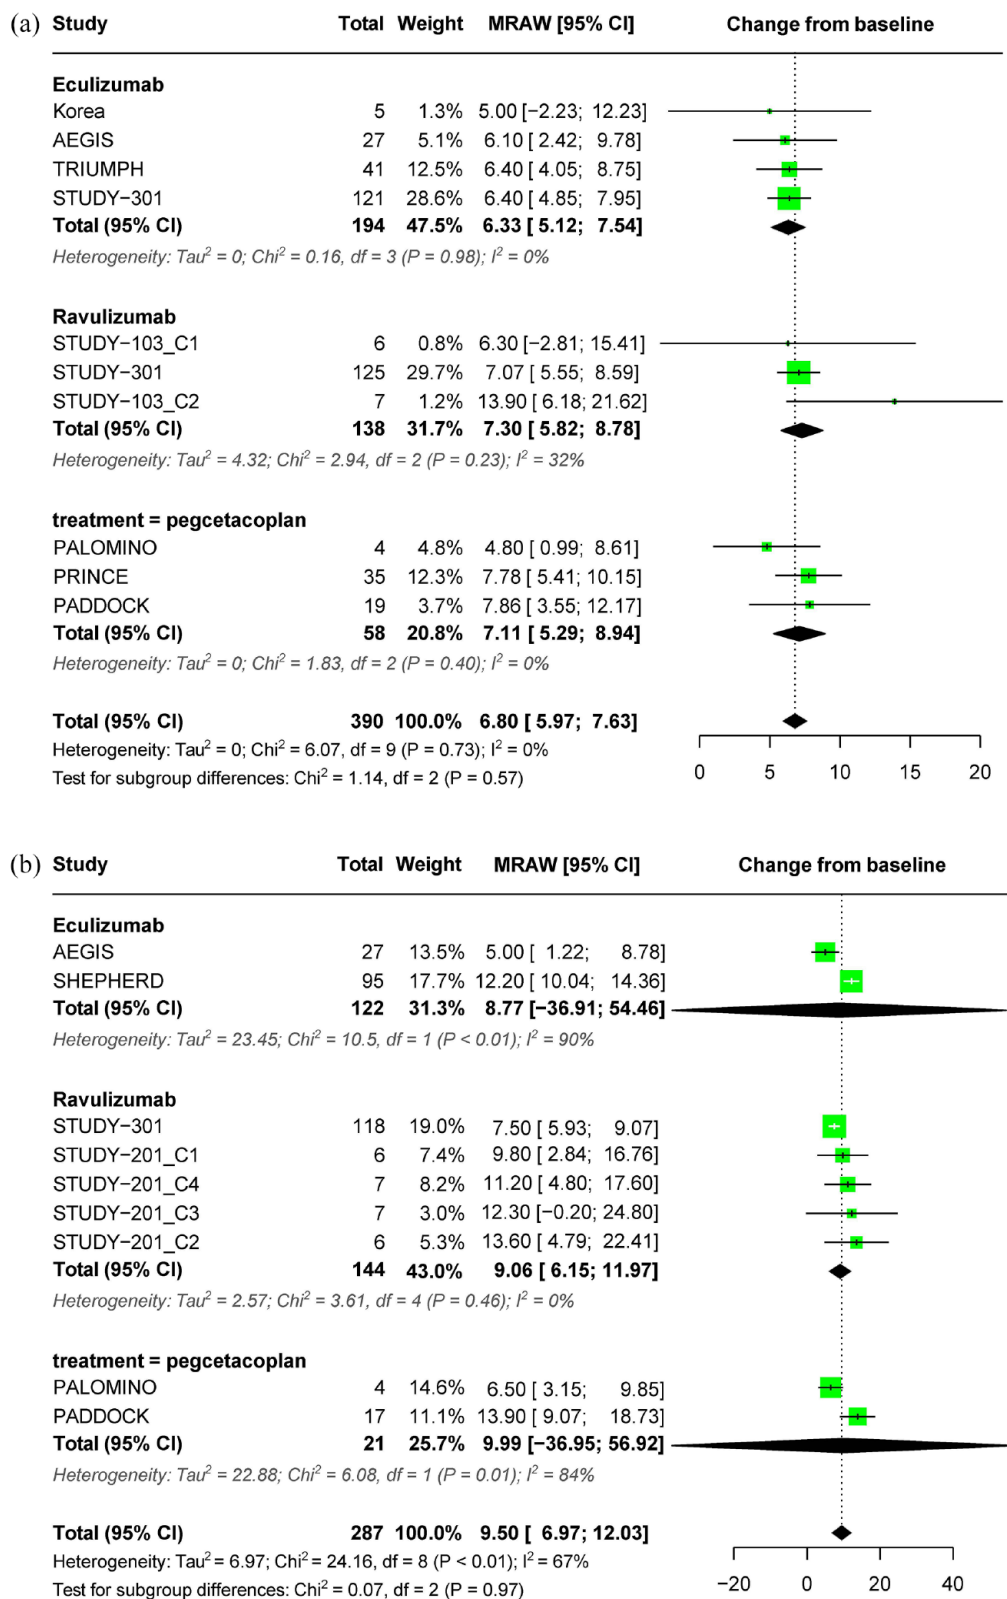 (a) Study Total Weight MRAW [95% CI] Change from baseline
Eculizumab
Korea 5 1.3% 5.00 [−2.23; 12.23]
AEGIS 27 5.1% 6.10 [ 2.42; 9.78]
TRIUMPH 41 12.5% 6.40 [ 4.05; 8.75]
STUDY−301 121 28.6% 6.40 [ 4.85; 7.95]
Total (95% CI) 194 47.5% 6.33 [ 5.12; 7.54]
Heterogeneity: Tau² = 0; Chi² = 0.16, df = 3 (P = 0.98); I² = 0%
Ravulizumab
STUDY−103_C1 6 0.8% 6.30 [−2.81; 15.41]
STUDY−301 125 29.7% 7.07 [ 5.55; 8.59]
STUDY−103_C2 7 1.2% 13.90 [ 6.18; 21.62]
Total (95% CI) 138 31.7% 7.30 [ 5.82; 8.78]
Heterogeneity: Tau² = 4.32; Chi² = 2.94, df = 2 (P = 0.23); I² = 32%
treatment = pegcetacoplan
PALOMINO 4 4.8% 4.80 [ 0.99; 8.61]
PRINCE 35 12.3% 7.78 [ 5.41; 10.15]
PADDOCK 19 3.7% 7.86 [ 3.55; 12.17]
Total (95% CI) 58 20.8% 7.11 [ 5.29; 8.94]
Heterogeneity: Tau² = 0; Chi² = 1.83, df = 2 (P = 0.40); I² = 0%
Total (95% CI) 390 100.0% 6.80 [ 5.97; 7.63]
Heterogeneity: Tau² = 0; Chi² = 6.07, df = 9 (P = 0.73); I² = 0%
Test for subgroup differences: Chi² = 1.14, df = 2 (P = 0.57)
0 5 10 15 20
(b) Study Total Weight MRAW [95% CI] Change from baseline
Eculizumab
AEGIS 27 13.5% 5.00 [ 1.22; 8.78]
SHEPHERD 95 17.7% 12.20 [ 10.04; 14.36]
Total (95% CI) 122 31.3% 8.77 [−36.91; 54.46]
Heterogeneity: Tau² = 23.45; Chi² = 10.5, df = 1 (P < 0.01); I² = 90%
Ravulizumab
STUDY−301 118 19.0% 7.50 [ 5.93; 9.07]
STUDY−201_C1 6 7.4% 9.80 [ 2.84; 16.76]
STUDY−201_C4 7 8.2% 11.20 [ 4.80; 17.60]
STUDY−201_C3 7 3.0% 12.30 [−0.20; 24.80]
STUDY−201_C2 6 5.3% 13.60 [ 4.79; 22.41]
Total (95% CI) 144 43.0% 9.06 [ 6.15; 11.97]
Heterogeneity: Tau² = 2.57; Chi² = 3.61, df = 4 (P = 0.46); I² = 0%
treatment = pegcetacoplan
PALOMINO 4 14.6% 6.50 [ 3.15; 9.85]
PADDOCK 17 11.1% 13.90 [ 9.07; 18.73]
Total (95% CI) 21 25.7% 9.99 [−36.95; 56.92]
Heterogeneity: Tau² = 22.88; Chi² = 6.08, df = 1 (P = 0.01); I² = 84%
Total (95% CI) 287 100.0% 9.50 [ 6.97; 12.03]
Heterogeneity: Tau² = 6.97; Chi² = 24.16, df = 8 (P < 0.01); I² = 67%
Test for subgroup differences: Chi² = 0.07, df = 2 (P = 0.97)
−20 0 20 40